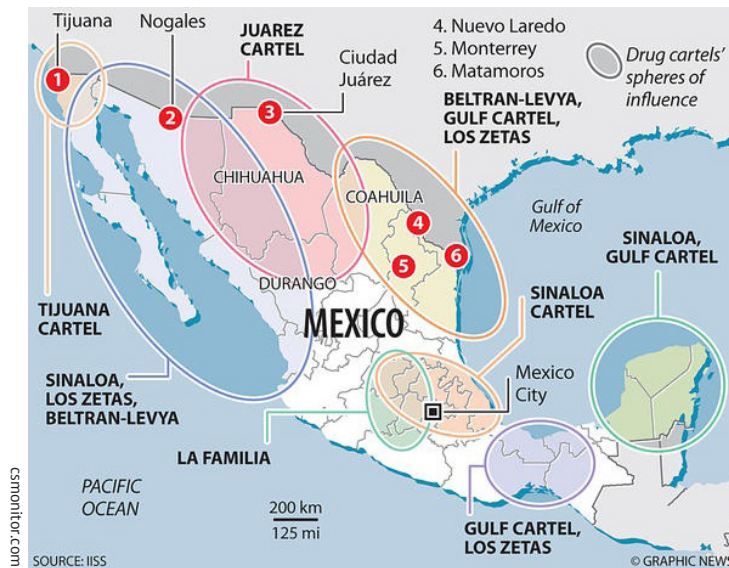 Tijuana
Nogales
JUAREZ
CARTEL
Ciudad
Juárez
4. Nuevo Laredo
5. Monterrey
6. Matamoros
Drug cartels'
spheres of
influence
BELTRAN-LEVYA,
GULF CARTEL,
LOS ZETAS
1
2
3
CHIHUAHUA
COAHUILA
4
5
6
Gulf of
Mexico
SINALOA,
GULF CARTEL
DURANGO
TIJUANA
CARTEL
MEXICO
SINALOA
CARTEL
SINALOA,
LOS ZETAS,
BELTRAN-LEVYA
Mexico
City
LA FAMILIA
PACIFIC
OCEAN
200 km
125 mi
GULF CARTEL,
LOS ZETAS
csmonitor.com
SOURCE: IISS
© GRAPHIC NEWS